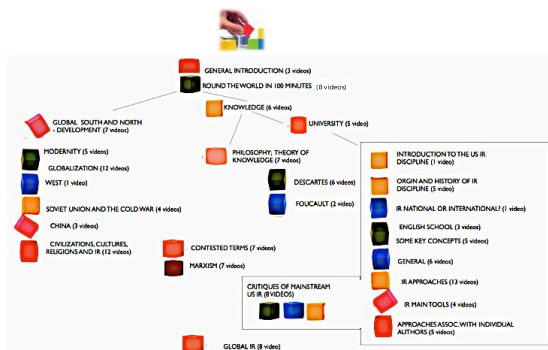 GENERAL INTRODUCTION (3 videos)
ROUND THE WORLD IN 100 MINUTES (8 videos)
KNOWLEDGE (6 videos)
GLOBAL SOUTH AND NORTH
- DEVELOPMENT (7 videos)
UNIVERSITY (5 video)
MODERNITY (5 videos)
GLOBALIZATION (12 videos)
WEST (1 video)
SOVIET UNION AND THE COLD WAR (4 videos)
CHINA (3 videos)
CIVILIZATIONS, CULTURES,
RELIGIONS AND IR (12 videos)
PHILOSOPHY; THEORY OF
KNOWLEDGE (7 videos)
DESCARTES (6 videos)
FOUCAULT (2 video)
CONTESTED TERMS (7 videos)
MARXISM (7 videos)
CRITIQUES OF MAINSTREAM
US IR (8 VIDEOS)
GLOBAL IR (8 video)
INTRODUCTION TO THE US IR
DISCIPLINE (1 video)
ORGIN AND HISTORY OF IR
DISCIPLINE (5 video)
IR NATIONAL OR INTERNATIONAL? (1 video)
ENGLISH SCHOOL (3 video)
SOME KEY CONCEPTS (5 videos)
GENERAL (6 videos)
IR APPROACHES (13 videos)
IR MAIN TOOLS (4 videos)
APPROACHES ASSOC. WITH INDIVIDUAL
AUTHORS (5 videos)